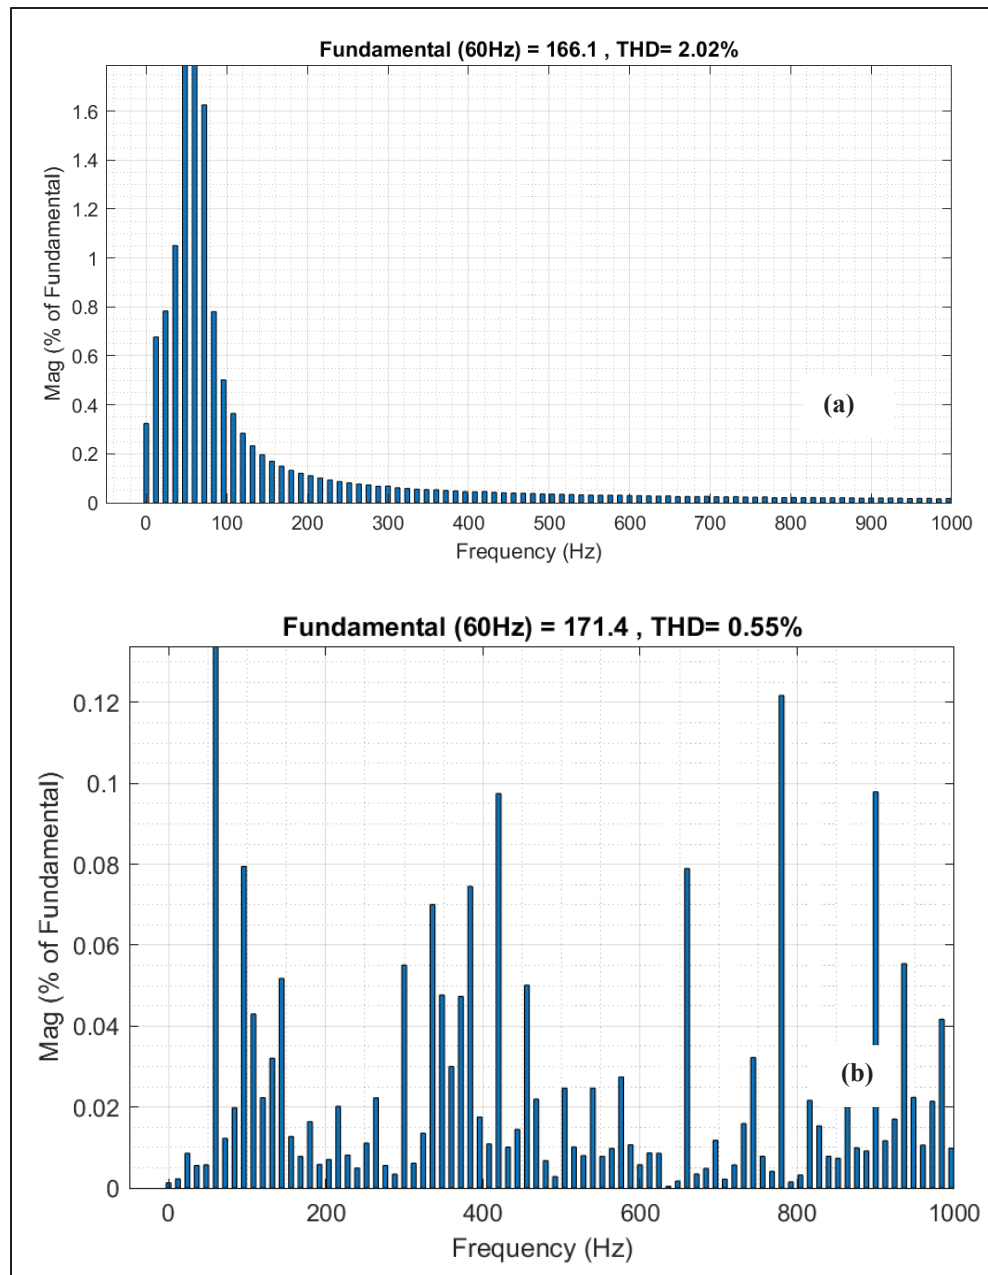 Fundamental (60Hz) = 166.1 , THD= 2.02%
1.6
1.4
1.2
1
0.8
0.6
0.4
0.2
0
Mag (% of Fundamental)
(a)
0 100 200 300 400 500 600 700 800 900 1000
Frequency (Hz)
Fundamental (60Hz) = 171.4 , THD= 0.55%
0.12
0.1
0.08
0.06
0.04
0.02
0
Mag (% of Fundamental)
(b)
0 200 400 600 800 1000
Frequency (Hz)